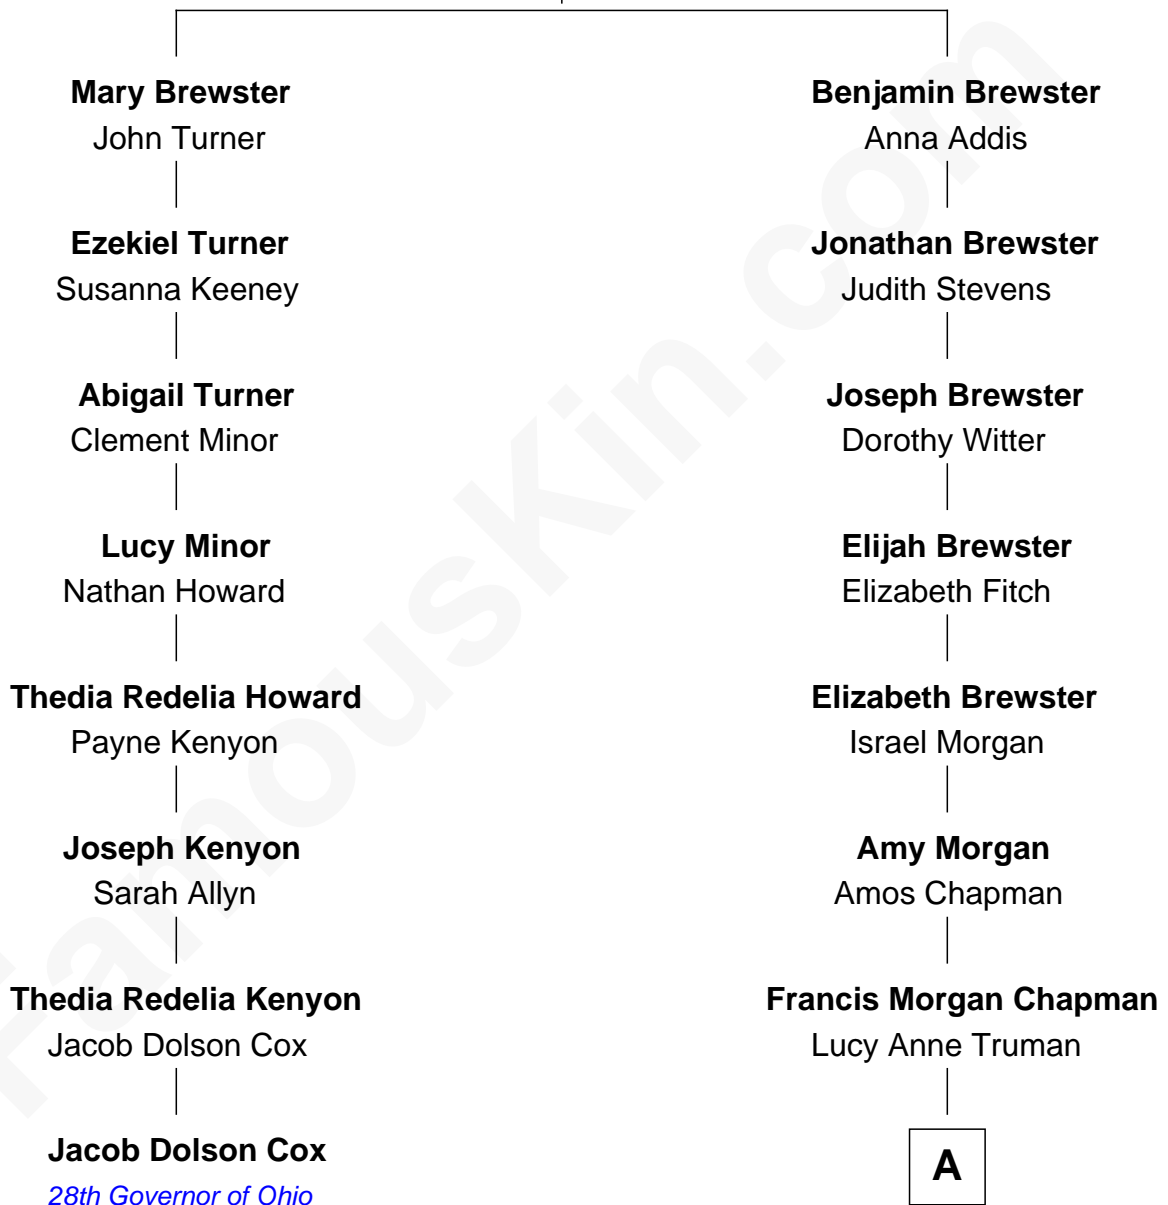 Mary Brewster
John Turner
Benjamin Brewster
Anna Addis
Ezekiel Turner
Susanna Keeney
Jonathan Brewster
Judith Stevens
Abigail Turner
Clement Minor
Joseph Brewster
Dorothy Witter
Lucy Minor
Nathan Howard
Elijah Brewster
Elizabeth Fitch
Thedia Redelia Howard
Payne Kenyon
Elizabeth Brewster
Israel Morgan
Joseph Kenyon
Sarah Allyn
Amy Morgan
Amos Chapman
Thedia Redelia Kenyon
Jacob Dolson Cox
Francis Morgan Chapman
Lucy Anne Truman
Jacob Dolson Cox
28th Governor of Ohio
A
FamousKin.com